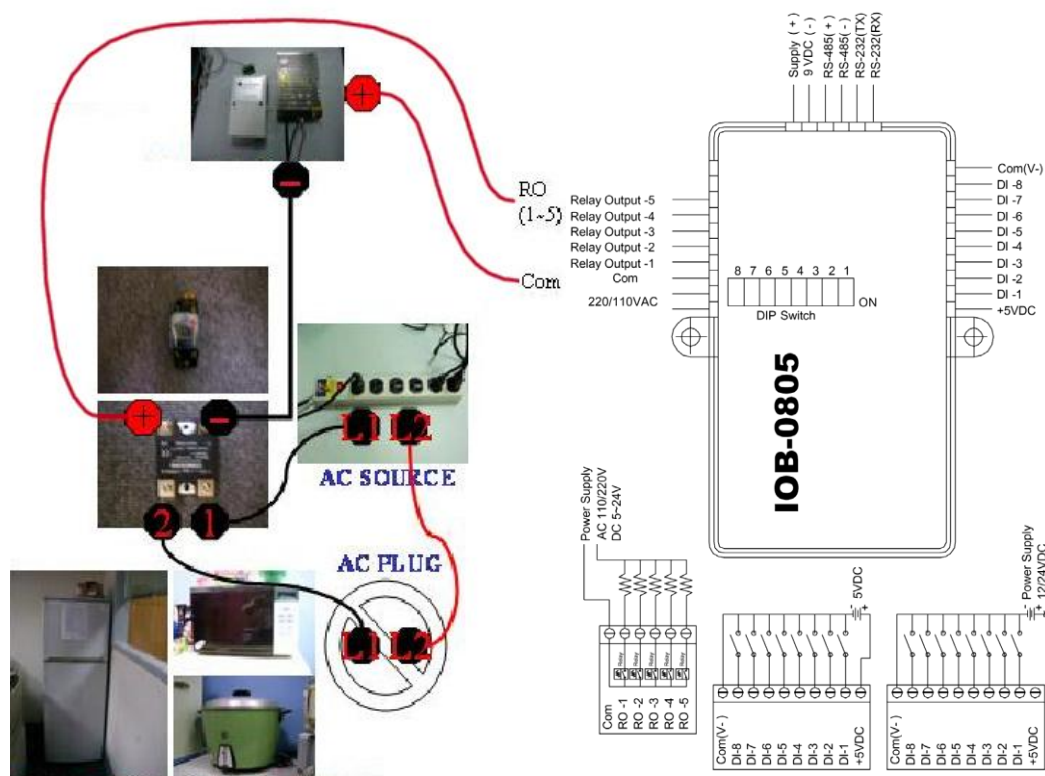 +
-
RO
(1~5)
Com
+
-
L1 L2
AC SOURCE
2 1
AC PLUG
L1 L2
Supply (+)
9 VDC (-)
RS-485(+)
RS-485(-)
RS-232(TX)
RS-232(RX)
Relay Output -5
Relay Output -4
Relay Output -3
Relay Output -2
Relay Output -1
Com
220/110VAC
Com(V-)
DI -8
DI -7
DI -6
DI -5
DI -4
DI -3
DI -2
DI -1
+5VDC
8 7 6 5 4 3 2 1
ON
DIP Switch
IOB-0805
Power Supply
AC 110/220V
DC 5~24V
Relay
Relay
Relay
Relay
Relay
Com
RO -1
RO -2
RO -3
RO -4
RO -5
- +
5VDC
Com(V-)
DI-8
DI-7
DI-6
DI-5
DI-4
DI-3
DI-2
DI-1
+5VDC
- Power Supply
+ 12/24VDC
Com(V-)
DI-8
DI-7
DI-6
DI-5
DI-4
DI-3
DI-2
DI-1
+5VDC